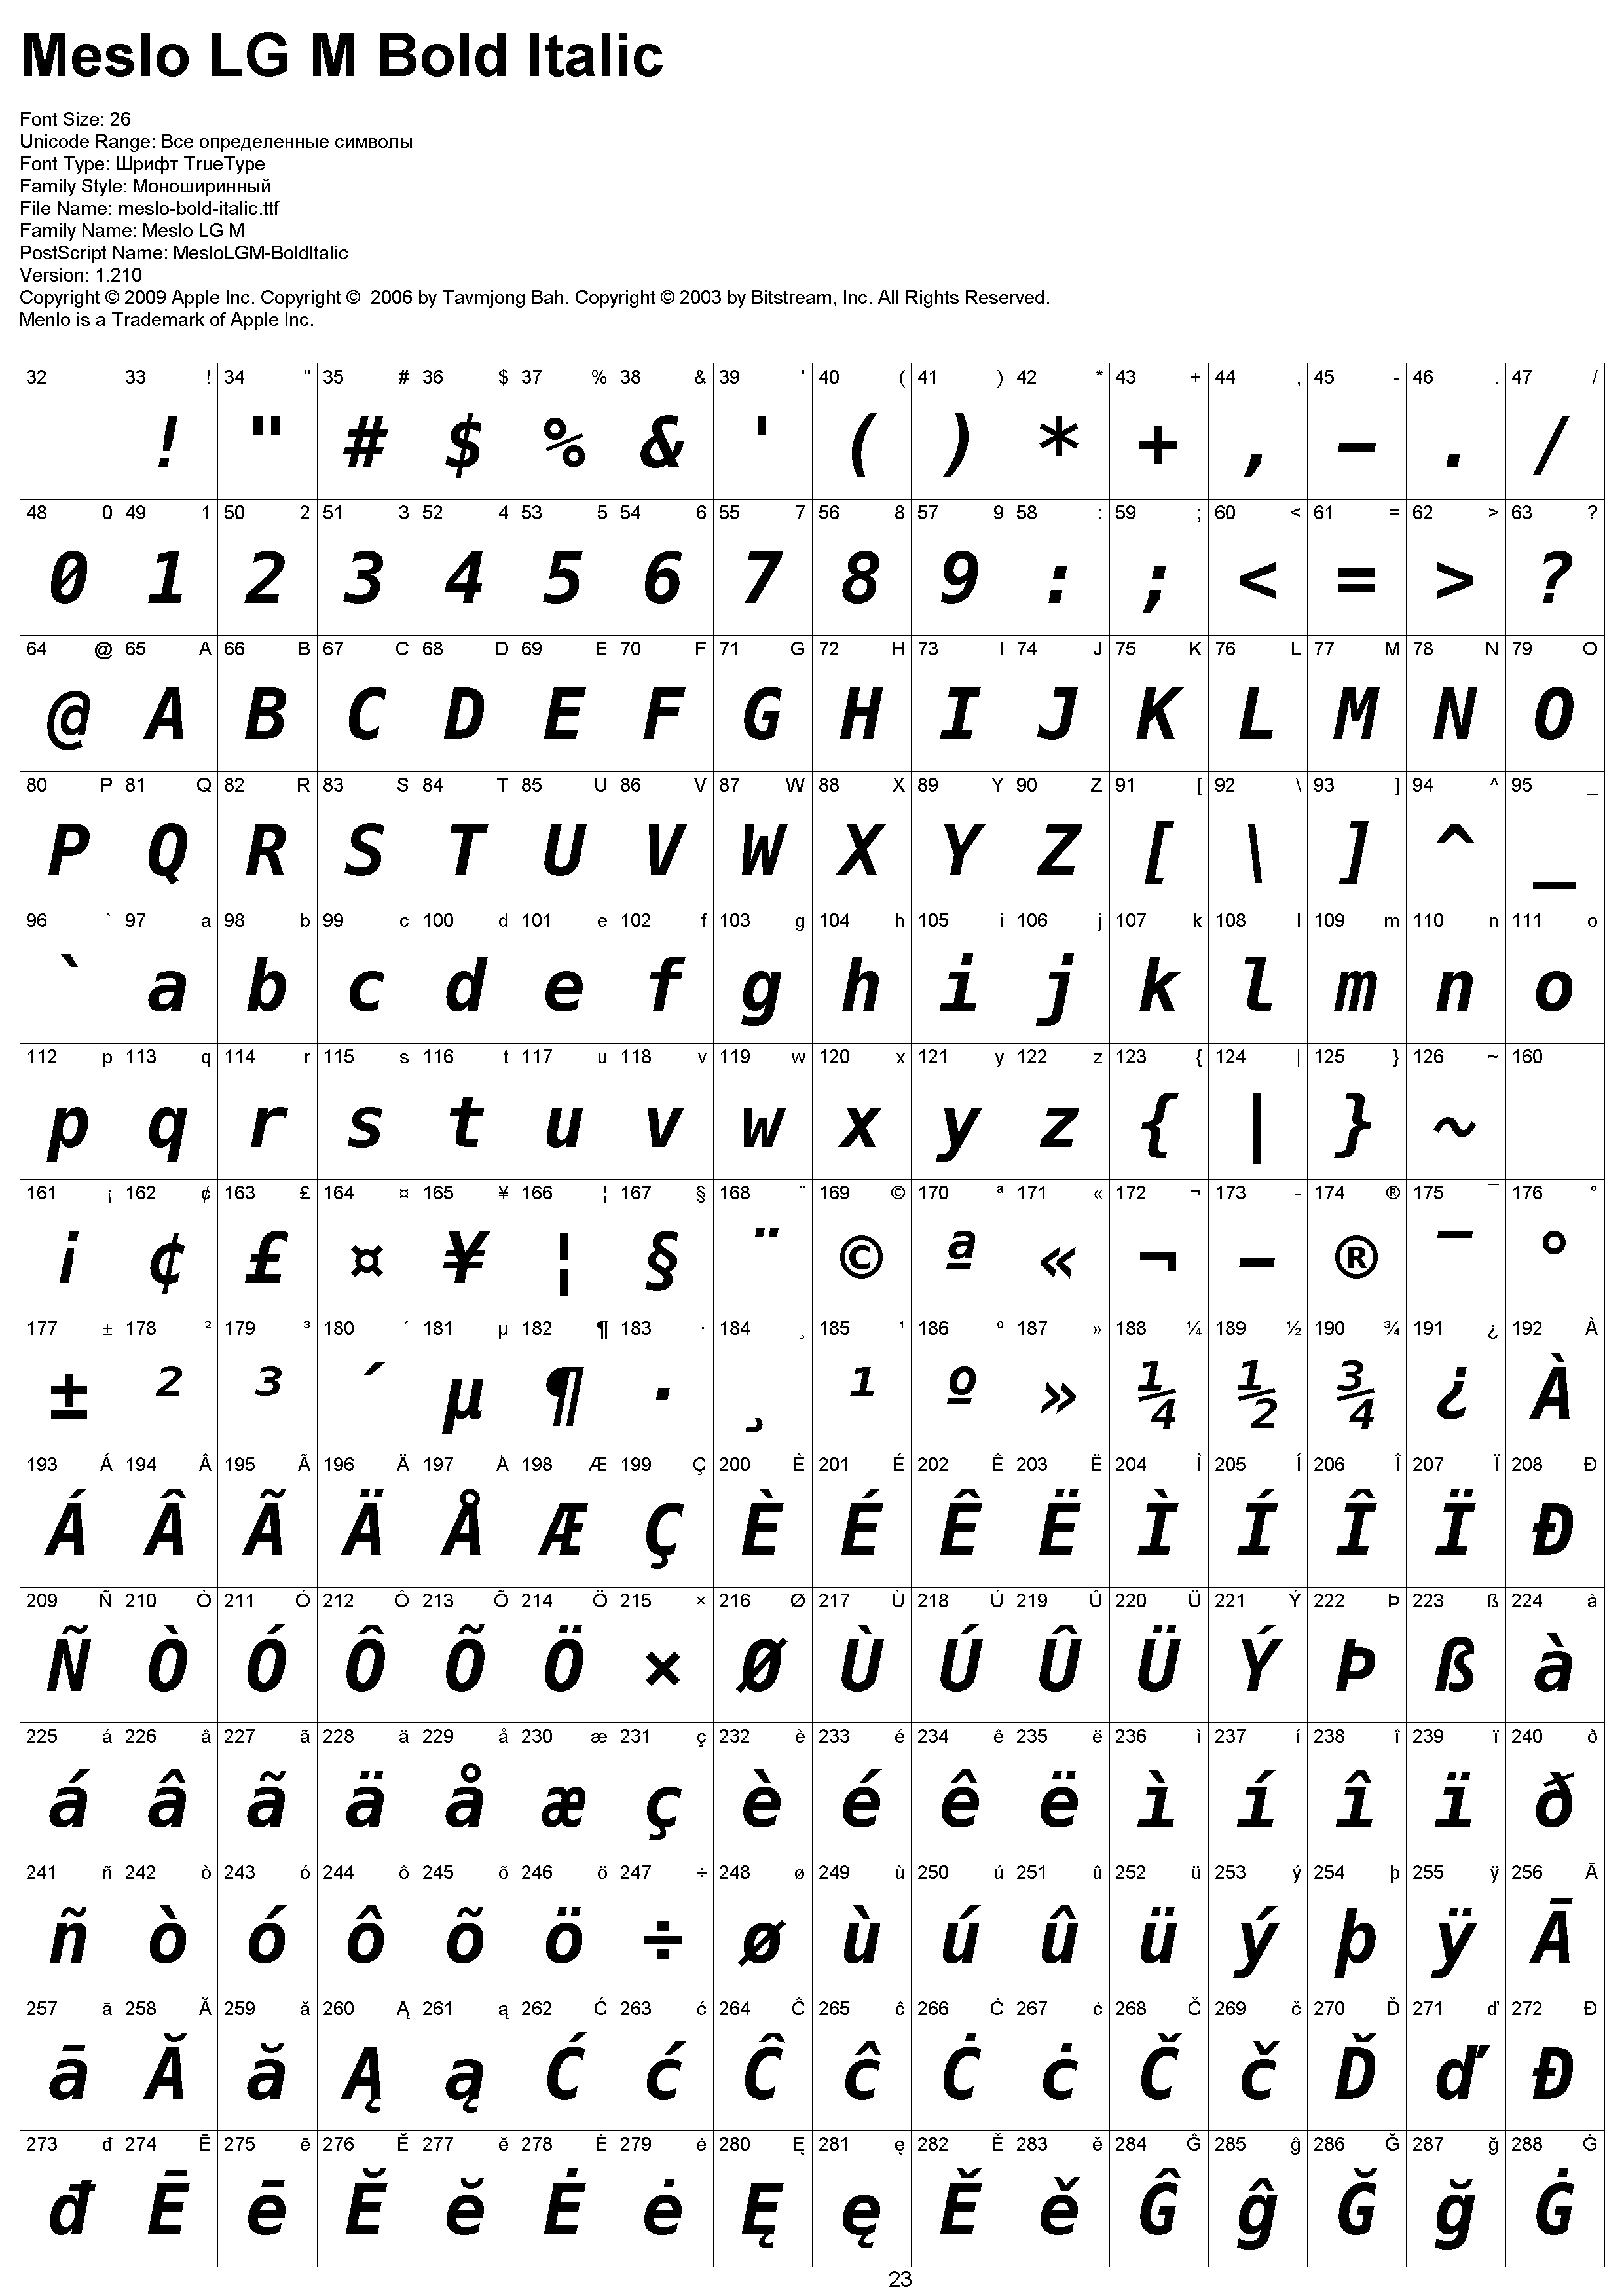 Meslo LG M Bold Italic
Font Size: 26
Unicode Range: Все определенные символы
Font Type: Шрифт TrueType
Family Style: Моноширинный
File Name: meslo-bold-italic.ttf
Family Name: Meslo LG M
PostScript Name: MesloLGM-BoldItalic
Version: 1.210
Copyright © 2009 Apple Inc. Copyright ©  2006 by Tavmjong Bah. Copyright © 2003 by Bitstream, Inc. All Rights Reserved.
Menlo is a Trademark of Apple Inc.
32 33 ! 34 " 35 # 36 $ 37 % 38 & 39 ' 40 ( 41 ) 42 * 43 + 44 , 45 - 46 . 47 /
! " # $ % & ' ( ) * + , - . /
48 0 49 1 50 2 51 3 52 4 53 5 54 6 55 7 56 8 57 9 58 : 59 ; 60 < 61 = 62 > 63 ?
0 1 2 3 4 5 6 7 8 9 : ; < = > ?
64 @ 65 A 66 B 67 C 68 D 69 E 70 F 71 G 72 H 73 I 74 J 75 K 76 L 77 M 78 N 79 O
@ A B C D E F G H I J K L M N O
80 P 81 Q 82 R 83 S 84 T 85 U 86 V 87 W 88 X 89 Y 90 Z 91 [ 92 \ 93 ] 94 ^ 95 _
P Q R S T U V W X Y Z [ \ ] ^ _
96 ` 97 a 98 b 99 c 100 d 101 e 102 f 103 g 104 h 105 i 106 j 107 k 108 l 109 m 110 n 111 o
` a b c d e f g h i j k l m n o
112 p 113 q 114 r 115 s 116 t 117 u 118 v 119 w 120 x 121 y 122 z 123 { 124 | 125 } 126 ~ 160
p q r s t u v w x y z { | } ~
161 ¡ 162 ¢ 163 £ 164 ¤ 165 ¥ 166 ¦ 167 § 168 ¨ 169 © 170 ª 171 « 172 ¬ 173 - 174 ® 175 ¯ 176 °
¡ ¢ £ ¤ ¥ ¦ § ¨ © ª « ¬ - ® ¯ °
177 ± 178 ² 179 ³ 180 ´ 181 µ 182 ¶ 183 · 184 ¸ 185 ¹ 186 º 187 » 188 ¼ 189 ½ 190 ¾ 191 ¿ 192 À
± ² ³ ´ µ ¶ · ¸ ¹ º » ¼ ½ ¾ ¿ À
193 Á 194 Â 195 Ã 196 Ä 197 Å 198 Æ 199 Ç 200 È 201 É 202 Ê 203 Ë 204 Ì 205 Í 206 Î 207 Ï 208 Ð
Á Â Ã Ä Å Æ Ç È É Ê Ë Ì Í Î Ï Ð
209 Ñ 210 Ò 211 Ó 212 Ô 213 Õ 214 Ö 215 × 216 Ø 217 Ù 218 Ú 219 Û 220 Ü 221 Ý 222 Þ 223 ß 224 à
Ñ Ò Ó Ô Õ Ö × Ø Ù Ú Û Ü Ý Þ ß à
225 á 226 â 227 ã 228 ä 229 å 230 æ 231 ç 232 è 233 é 234 ê 235 ë 236 ì 237 í 238 î 239 ï 240 ð
á â ã ä å æ ç è é ê ë ì í î ï ð
241 ñ 242 ò 243 ó 244 ô 245 õ 246 ö 247 ÷ 248 ø 249 ù 250 ú 251 û 252 ü 253 ý 254 þ 255 ÿ 256 Ā
ñ ò ó ô õ ö ÷ ø ù ú û ü ý þ ÿ Ā
257 ā 258 Ă 259 ă 260 Ą 261 ą 262 Ć 263 ć 264 Ĉ 265 ĉ 266 Ċ 267 ċ 268 Č 269 č 270 Ď 271 ď 272 Đ
ā Ă ă Ą ą Ć ć Ĉ ĉ Ċ ċ Č č Ď ď Đ
273 đ 274 Ē 275 ē 276 Ĕ 277 ĕ 278 Ė 279 ė 280 Ę 281 ę 282 Ě 283 ě 284 Ĝ 285 ĝ 286 Ğ 287 ğ 288 Ġ
đ Ē ē Ĕ ĕ Ė ė Ę ę Ě ě Ĝ ĝ Ğ ğ Ġ
23